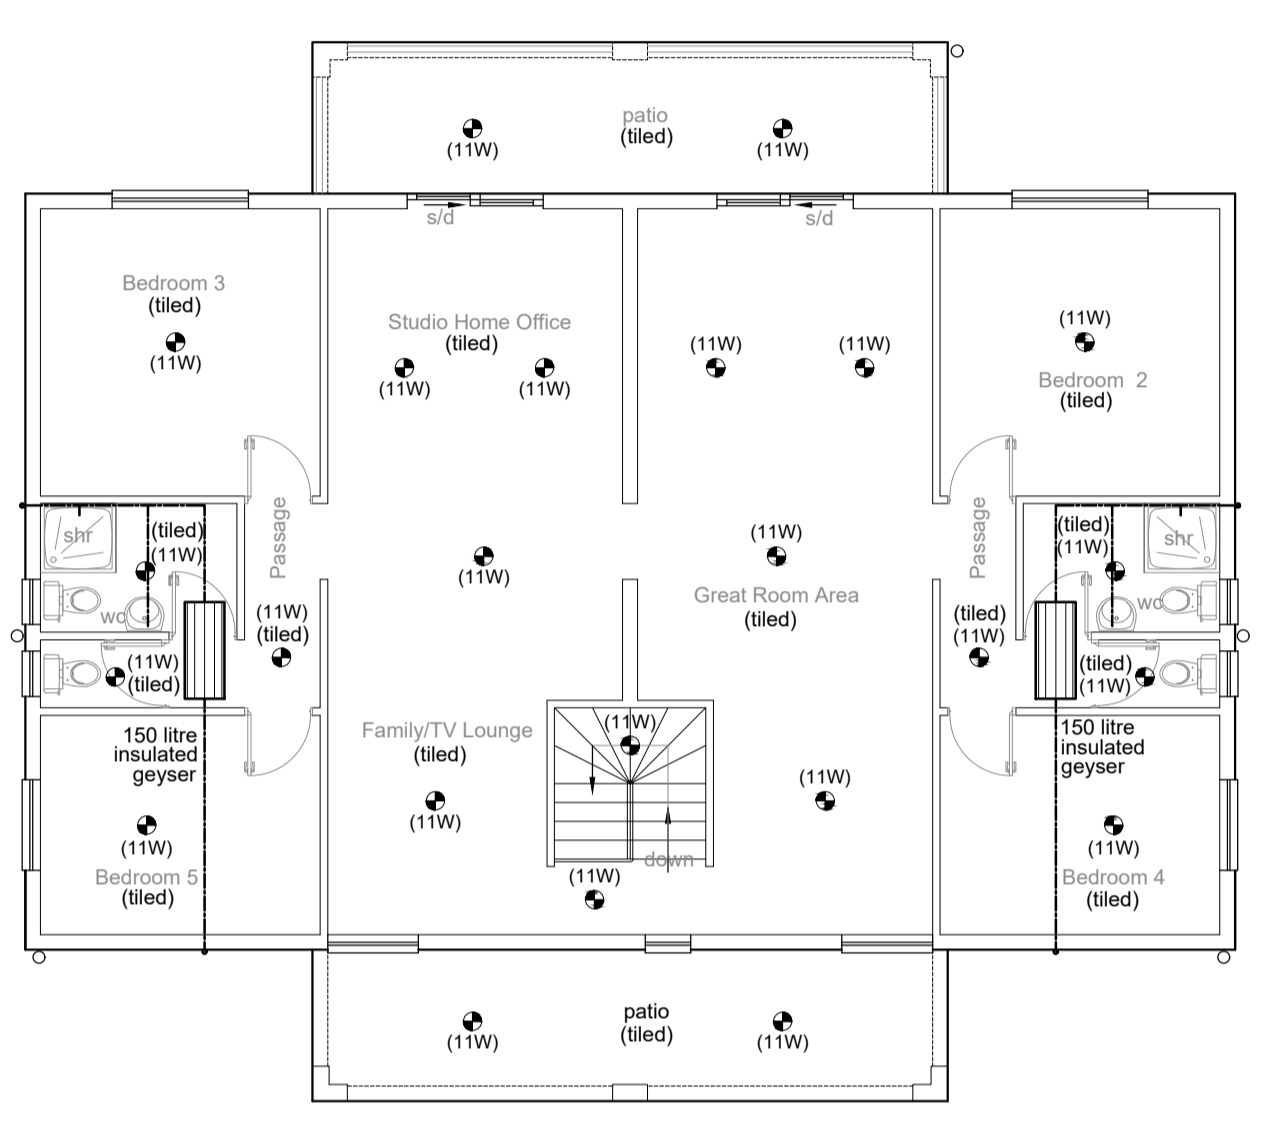 patio
(tiled)
(11W)
(11W)
s/d
s/d
Bedroom 3
(tiled)
(11W)
Studio Home Office
(tiled)
(11W)
(11W)
(11W)
(11W)
(11W)
Bedroom 2
(tiled)
shr
(tiled)
(11W)
wc
Passage
(11W)
(tiled)
(11W)
(tiled)
(11W)
(11W)
Great Room Area
(tiled)
Passage
(tiled)
(11W)
(tiled)
(11W)
shr
wc
(tiled)
(11W)
150 litre
insulated
geyser
(11W)
Bedroom 5
(tiled)
Family/TV Lounge
(tiled)
(11W)
(11W)
down
(11W)
(11W)
150 litre
insulated
geyser
(11W)
Bedroom 4
(tiled)
patio
(tiled)
(11W)
(11W)